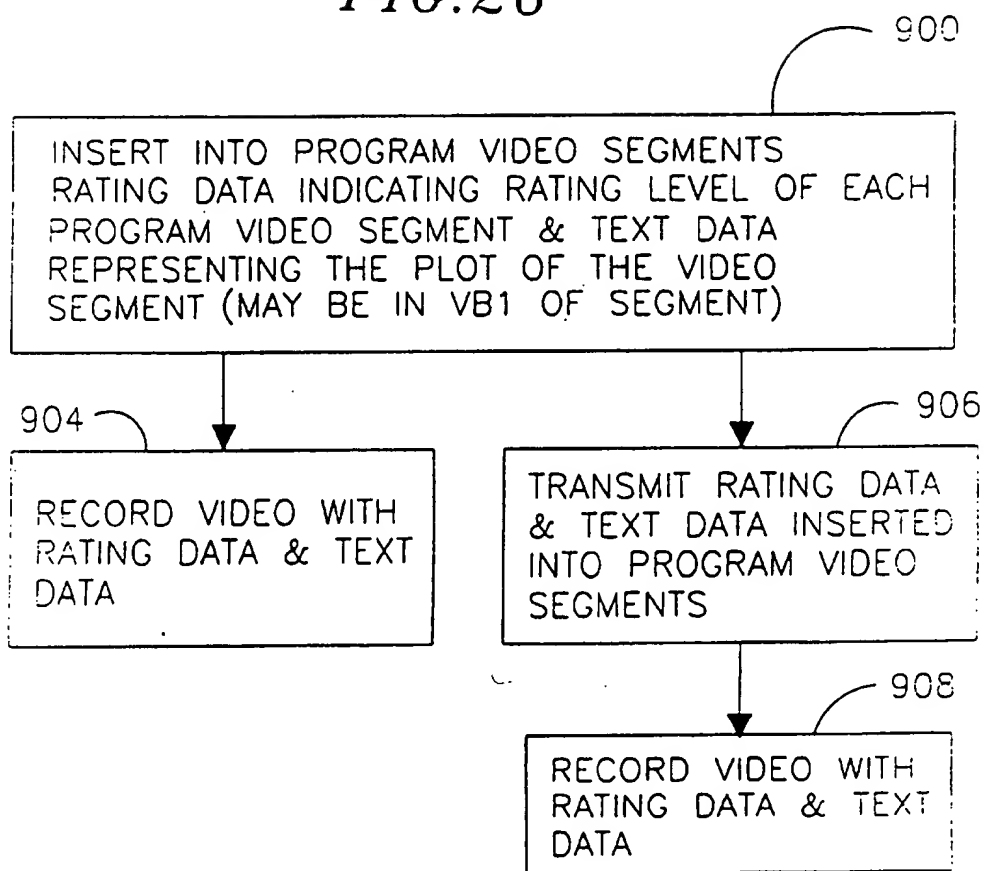 FIG.26
900
INSERT INTO PROGRAM VIDEO SEGMENTS
RATING DATA INDICATING RATING LEVEL OF EACH
PROGRAM VIDEO SEGMENT & TEXT DATA
REPRESENTING THE PLOT OF THE VIDEO
SEGMENT (MAY BE IN VB1 OF SEGMENT)
904
RECORD VIDEO WITH
RATING DATA & TEXT
DATA
906
TRANSMIT RATING DATA
& TEXT DATA INSERTED
INTO PROGRAM VIDEO
SEGMENTS
908
RECORD VIDEO WITH
RATING DATA & TEXT
DATA